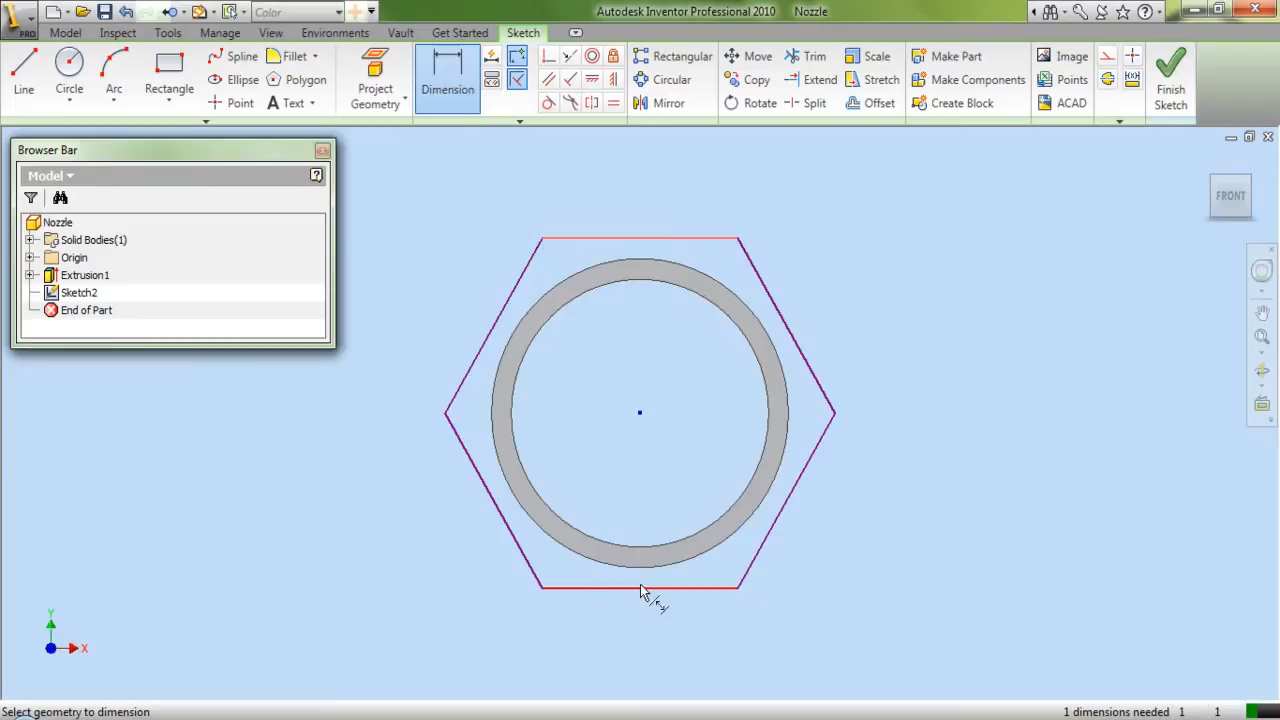 Color
Autodesk Inventor Professional 2010 Nozzle
PRO
Model Inspect Tools Manage View Environments Vault Get Started Sketch
Line
Circle
Arc
Rectangle
Spline
Ellipse
Point
Fillet
Polygon
Text
Project
Geometry
Dimension
Rectangular
Circular
Mirror
Move
Copy
Rotate
Trim
Extend
Split
Scale
Stretch
Offset
Make Part
Make Components
Create Block
Image
Points
ACAD
Finish
Sketch
Browser Bar
Model
Nozzle
Solid Bodies(1)
Origin
Extrusion1
Sketch2
End of Part
FRONT
Y
X
Select geometry to dimension
1 dimensions needed 1 1